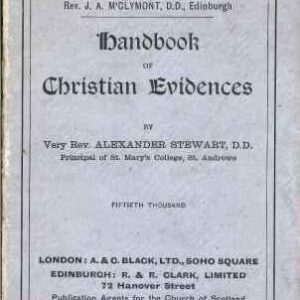 Rev. J. A. M'CLYMONT, D.D., Edinburgh
Handbook
OF
Christian Evidences
BY
Very Rev. ALEXANDER STEWART, D.D.
Principal of St. Mary's College, St. Andrews
FIFTIETH THOUSAND
LONDON: A. & C. BLACK, LTD., SOHO SQUARE
EDINBURGH: R. & R. CLARK, LIMITED
72 Hanover Street
Publication Agents for the Church of Scotland